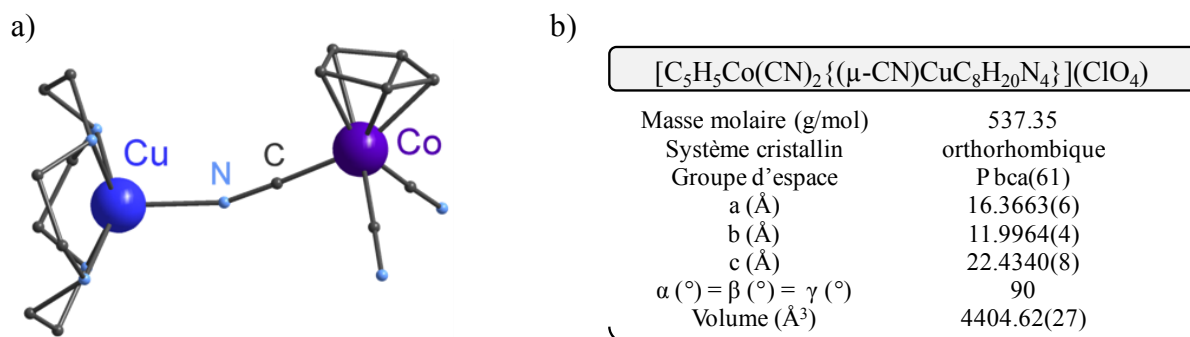 a)
Cu
N
C
Co
b)
[C₅H₅Co(CN)₂{(μ-CN)CuC₈H₂₀N₄}](ClO₄)
Masse molaire (g/mol) 537.35
Système cristallin orthorhombique
Groupe d’espace P bca(61)
a (Å) 16.3663(6)
b (Å) 11.9964(4)
c (Å) 22.4340(8)
α (°) = β (°) = γ (°) 90
Volume (Å³) 4404.62(27)